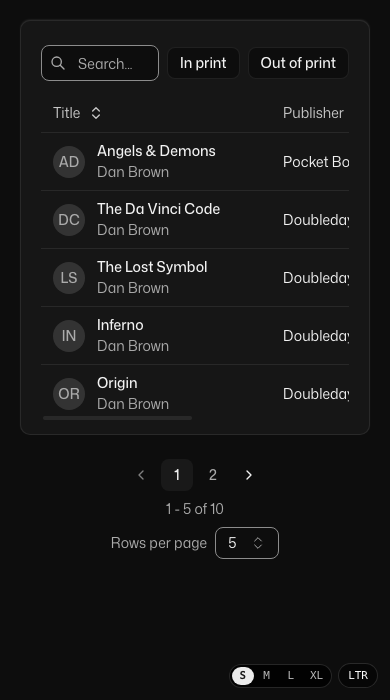 Search...
In print
Out of print
Title
Publisher
AD
Angels & Demons
Dan Brown
Pocket Bo
DC
The Da Vinci Code
Dan Brown
Doubleday
LS
The Lost Symbol
Dan Brown
Doubleday
IN
Inferno
Dan Brown
Doubleday
OR
Origin
Dan Brown
Doubleday
1
2
1 - 5 of 10
Rows per page
5
S
M
L
XL
LTR